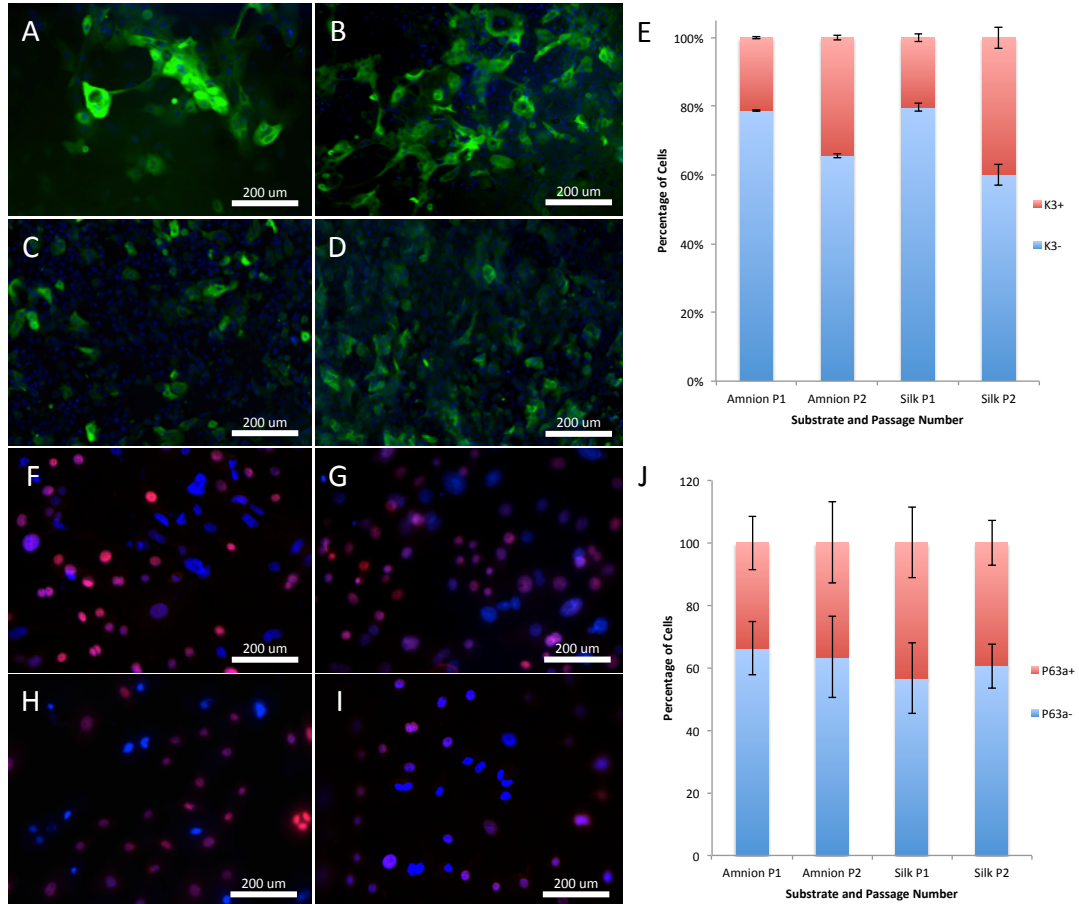 A
200 um
B
200 um
C
200 um
D
200 um
E
100%
80%
60%
40%
20%
0%
Percentage of Cells
Amnion P1
Amnion P2
Silk P1
Silk P2
Substrate and Passage Number
K3+
K3-
F
200 um
G
200 um
H
200 um
I
200 um
J
120
100
80
60
40
20
0
Percentage of Cells
Amnion P1
Amnion P2
Silk P1
Silk P2
Substrate and Passage Number
P63a+
P63a-